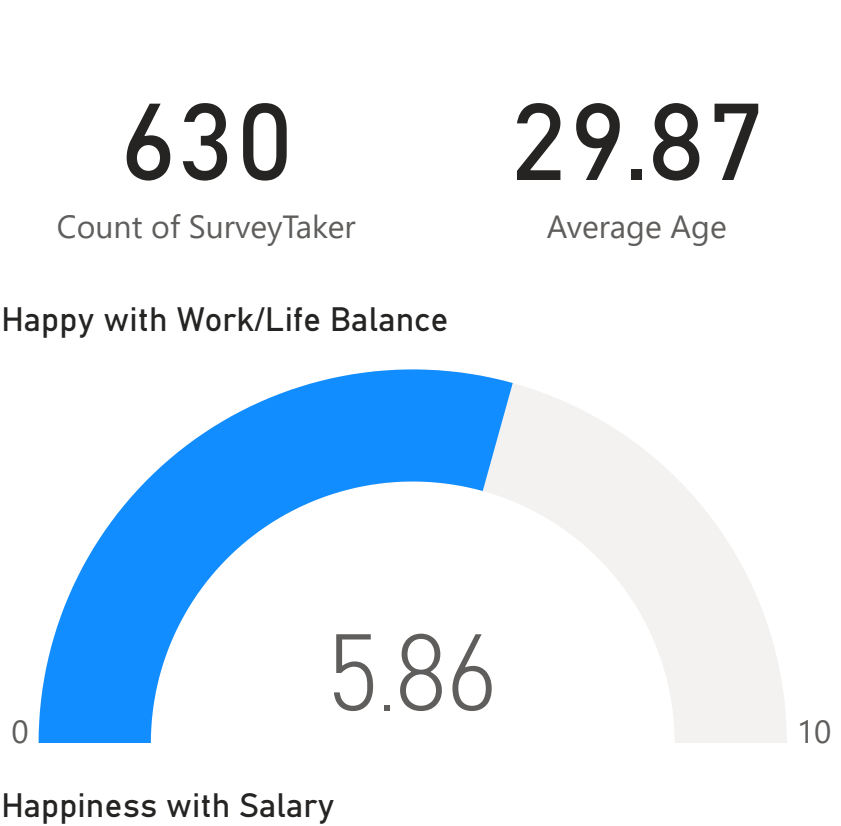 630
29.87
Count of SurveyTaker
Average Age
Happy with Work/Life Balance
5.86
0
10
Happiness with Salary